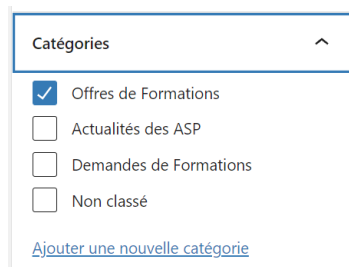 Catégories
Offres de Formations
Actualités des ASP
Demandes de Formations
Non classé
Ajouter une nouvelle catégorie